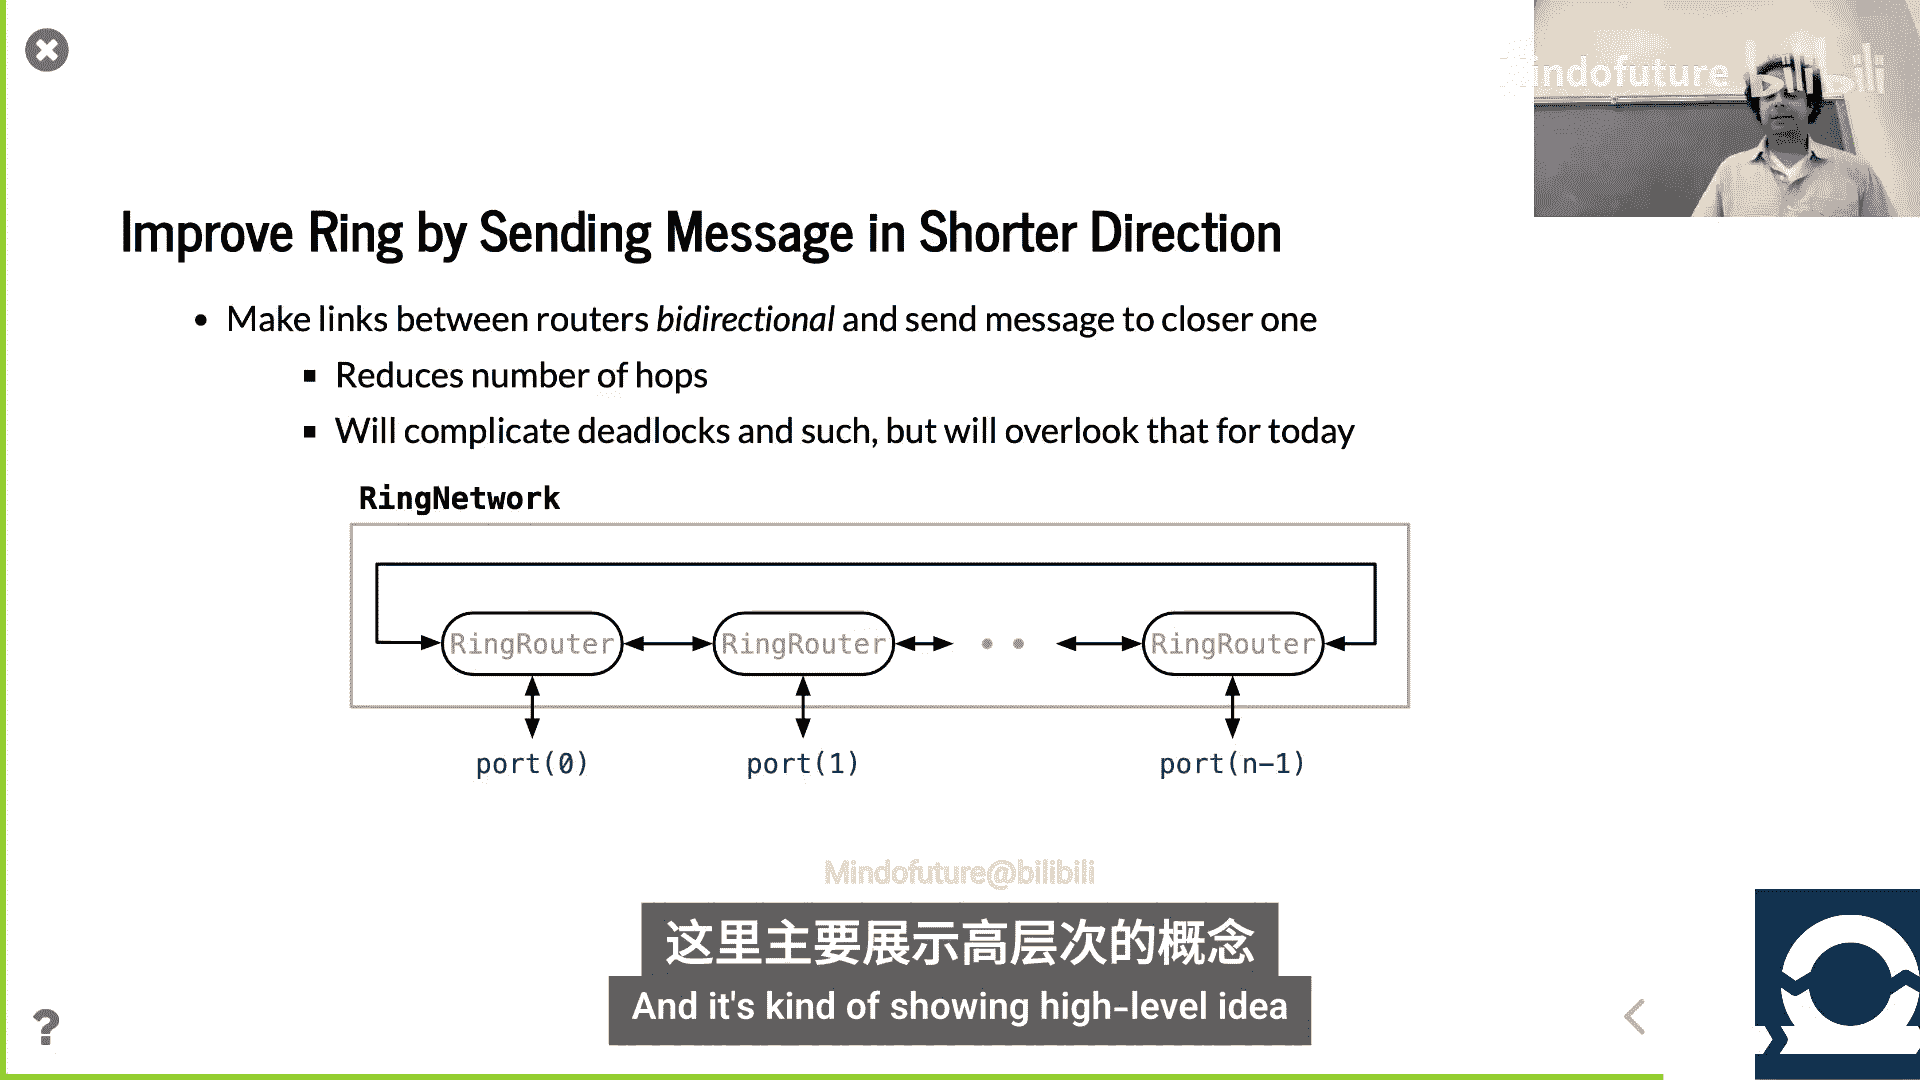 indofuture bilibili
Improve Ring by Sending Message in Shorter Direction
Make links between routers bidirectional and send message to closer one
Reduces number of hops
Will complicate deadlocks and such, but will overlook that for today
RingNetwork
RingRouter RingRouter RingRouter
port(0) port(1) port(n-1)
Mindofuture@bilibili
这里主要展示高层次的概念
And it's kind of showing high-level idea
?